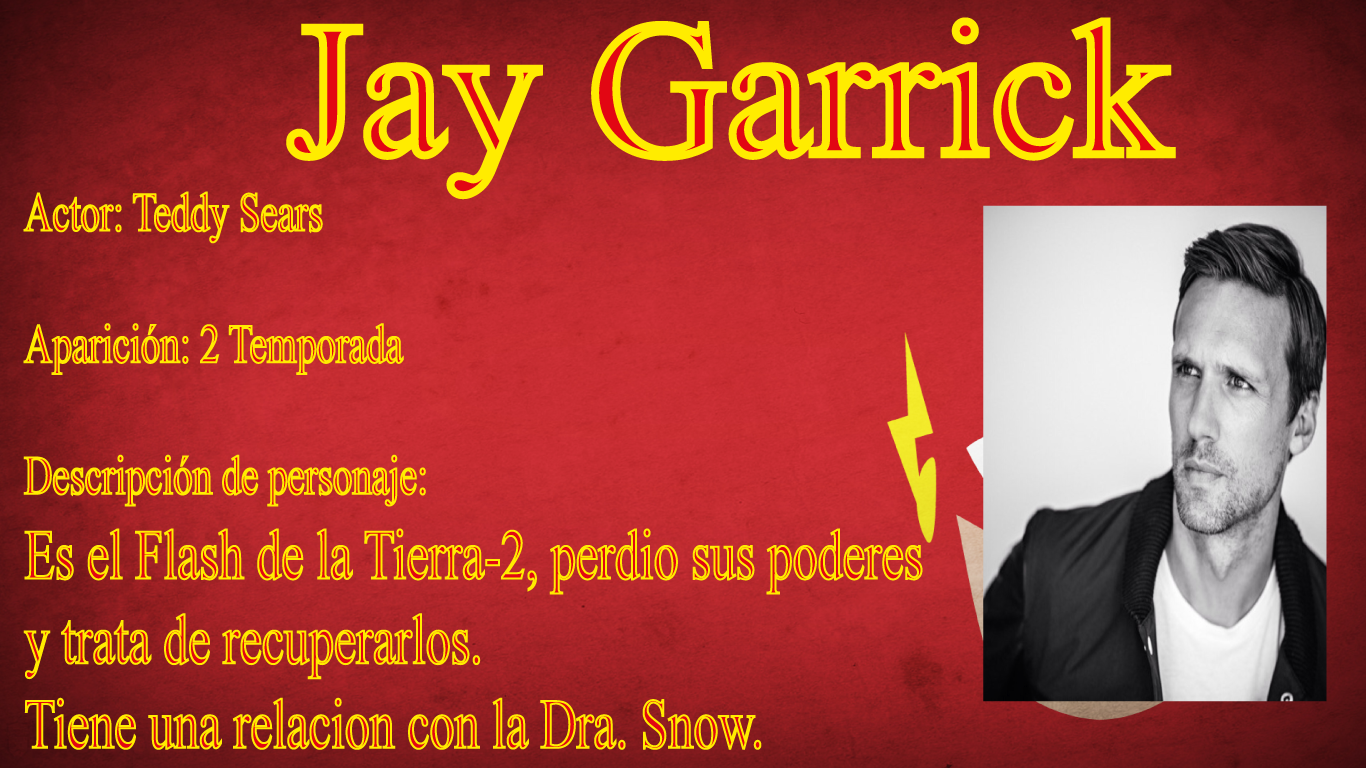 Jay Garrick
Actor: Teddy Sears
Aparición: 2 Temporada
Descripción de personaje:
Es el Flash de la Tierra-2, perdio sus poderes
y trata de recuperarlos.
Tiene una relacion con la Dra. Snow.